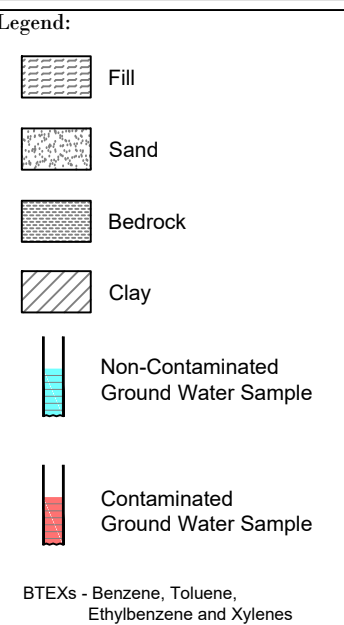 Legend:
Fill
Sand
Bedrock
Clay
Non-Contaminated
Ground Water Sample
Contaminated
Ground Water Sample
BTEXs - Benzene, Toluene,
Ethylbenzene and Xylenes